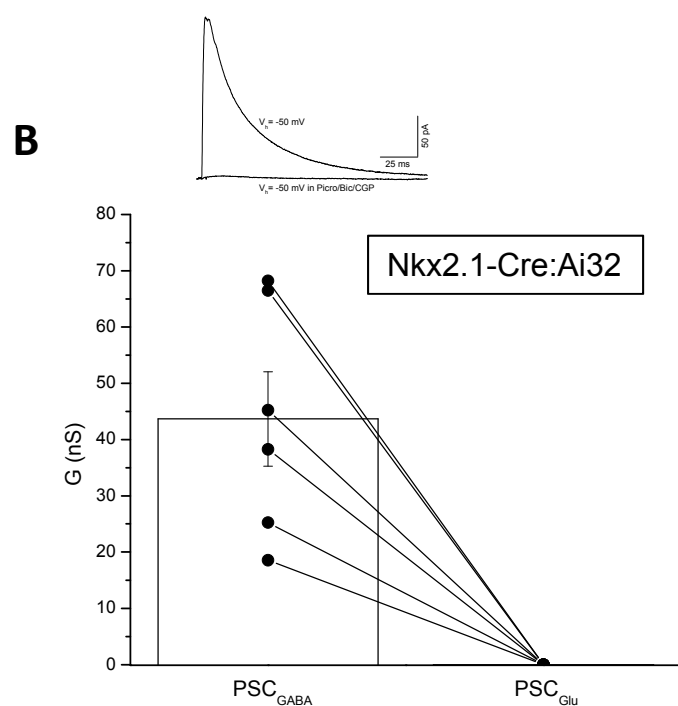 B
Vh= -50 mV
50 pA
25 ms
Vh= -50 mV in Picro/Bic/CGP
Nkx2.1-Cre:Ai32
G (nS)
80
70
60
50
40
30
20
10
0
PSCGABA
PSCGlu